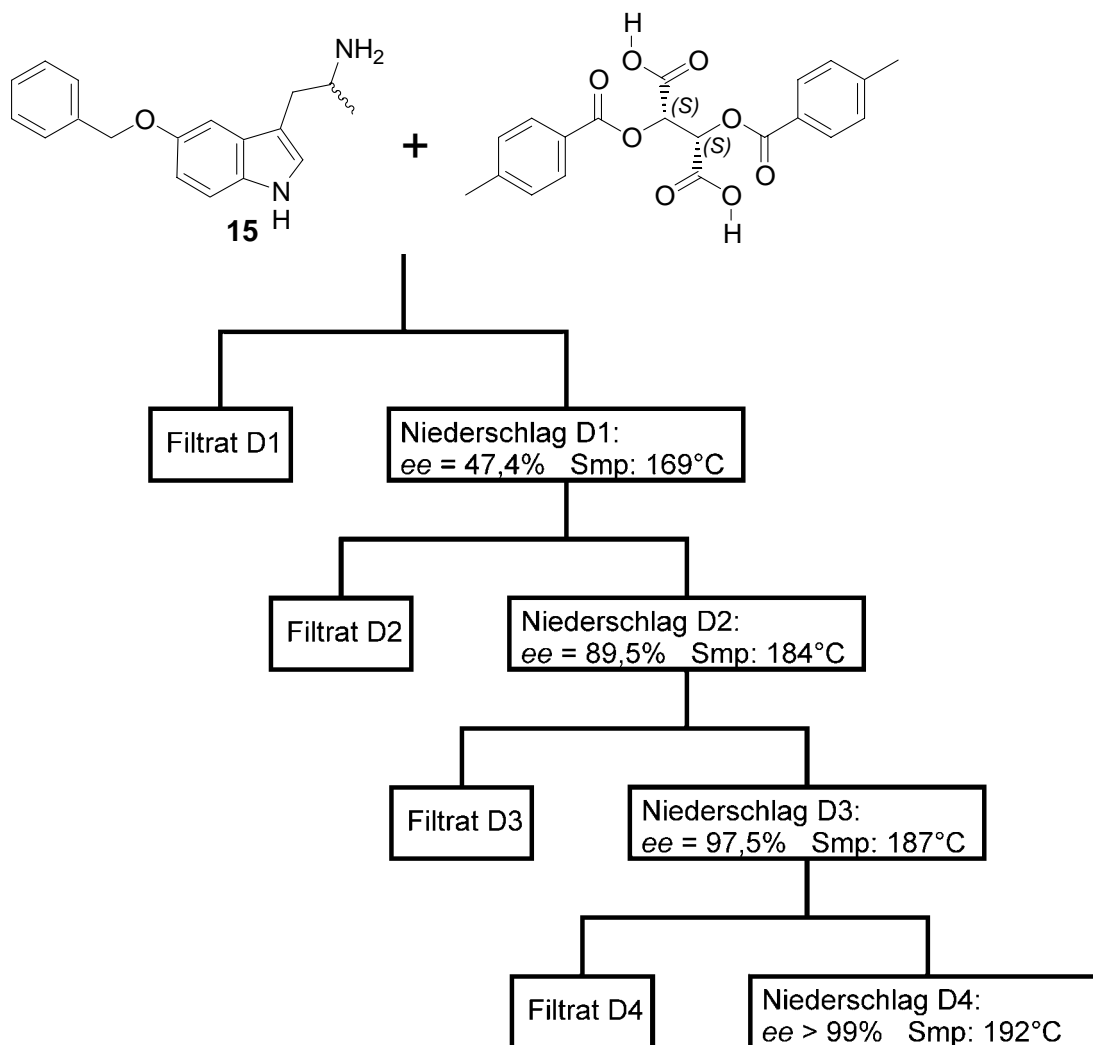 NH2
O
N
H
15
+
H
O
O
O
(S)
O
O
(S)
O
O
O
H
Filtrat D1
Niederschlag D1:
ee = 47,4% Smp: 169°C
Filtrat D2
Niederschlag D2:
ee = 89,5% Smp: 184°C
Filtrat D3
Niederschlag D3:
ee = 97,5% Smp: 187°C
Filtrat D4
Niederschlag D4:
ee > 99% Smp: 192°C